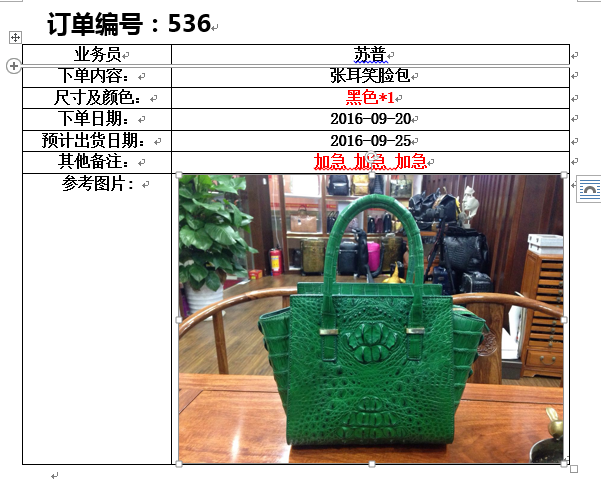 订单编号：536
业务员 苏普
下单内容： 张耳笑脸包
尺寸及颜色： 黑色*1
下单日期： 2016-09-20
预计出货日期： 2016-09-25
其他备注： 加急 加急 加急
参考图片：